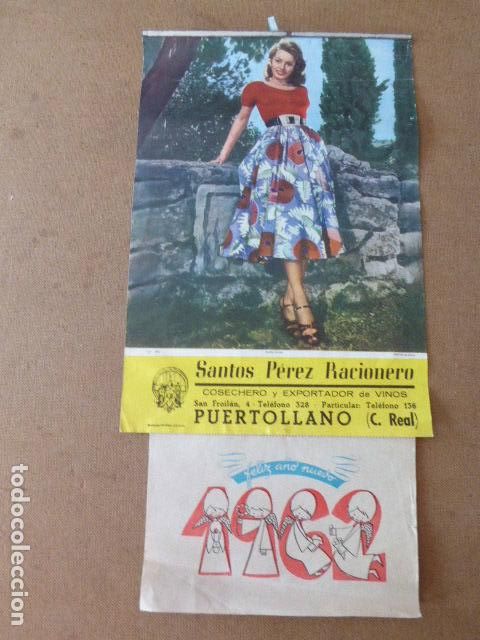 Santos Pérez Racionero
COSECHERO y EXPORTADOR de VINOS
San Froilán, 4 - Teléfono 328 - Particular: Teléfono 136
PUERTOLLANO (C. Real)
feliz año nuevo
1962
todocoleccion.net